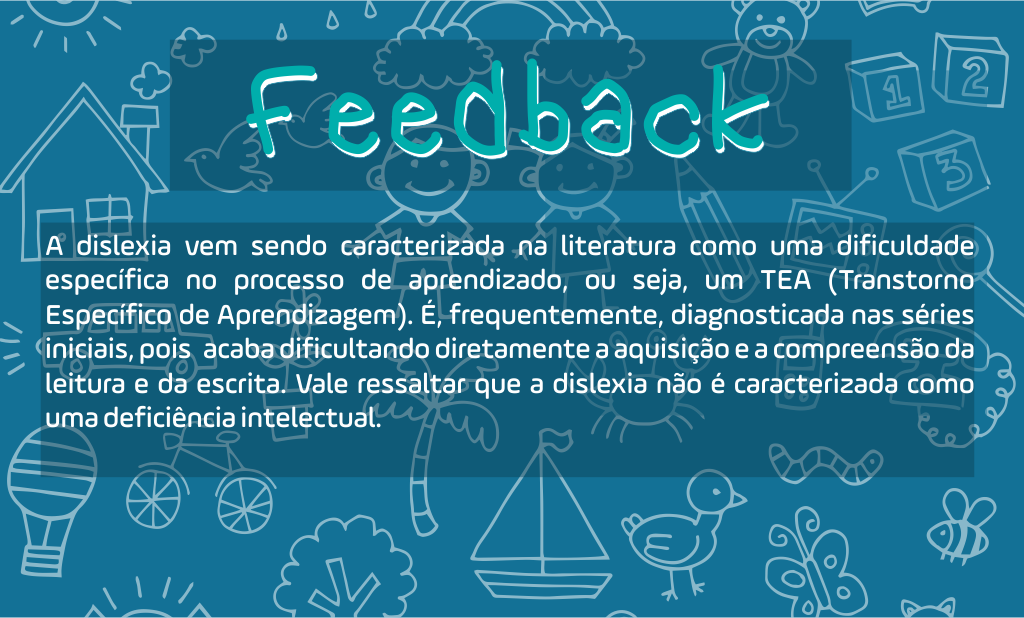 1
2
3
Feedback
A dislexia vem sendo caracterizada na literatura como uma dificuldade
específica no processo de aprendizado, ou seja, um TEA (Transtorno
Específico de Aprendizagem). É, frequentemente, diagnosticada nas séries
iniciais, pois acaba dificultando diretamente a aquisição e a compreensão da
leitura e da escrita. Vale ressaltar que a dislexia não é caracterizada como
uma deficiência intelectual.